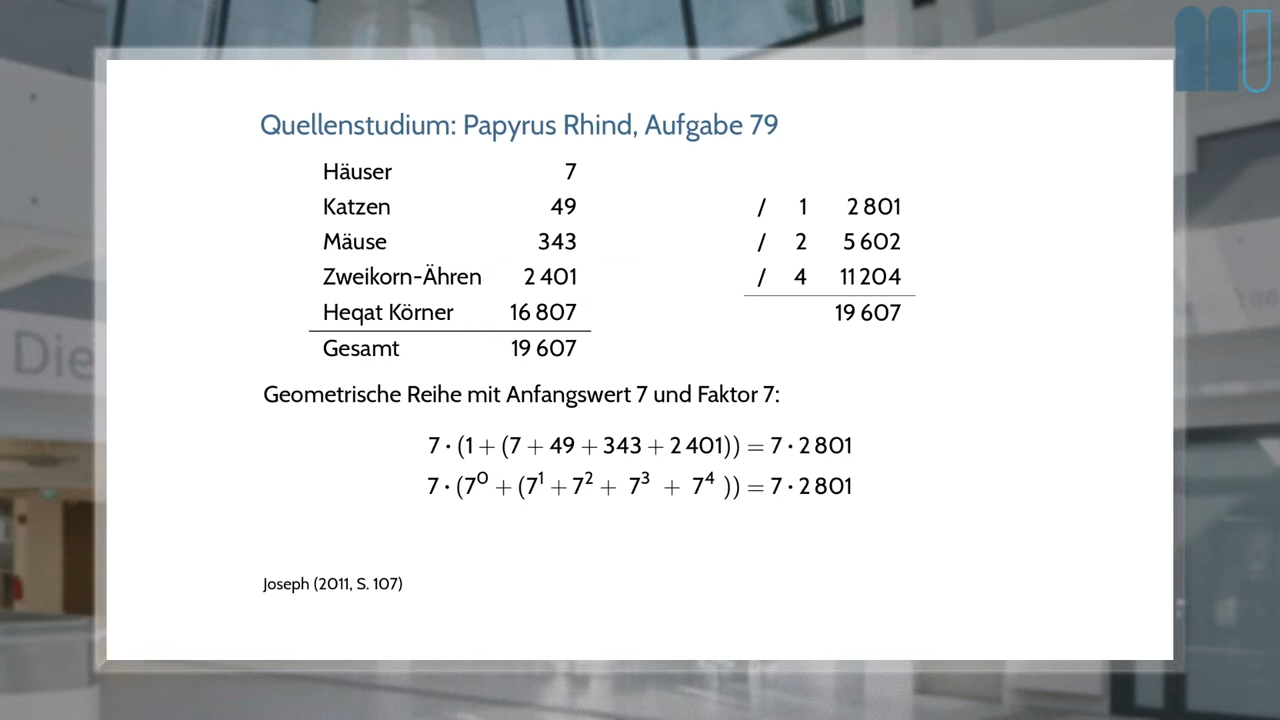 Quellenstudium: Papyrus Rhind, Aufgabe 79
Häuser 7
Katzen 49
Mäuse 343
Zweikorn-Ähren 2 401
Heqat Körner 16 807
Gesamt 19 607
/ 1 2 801
/ 2 5 602
/ 4 11 204
19 607
Geometrische Reihe mit Anfangswert 7 und Faktor 7:
7 · (1 + (7 + 49 + 343 + 2 401)) = 7 · 2 801
7 · (7⁰ + (7¹ + 7² + 7³ + 7⁴ )) = 7 · 2 801
Joseph (2011, S. 107)
Die